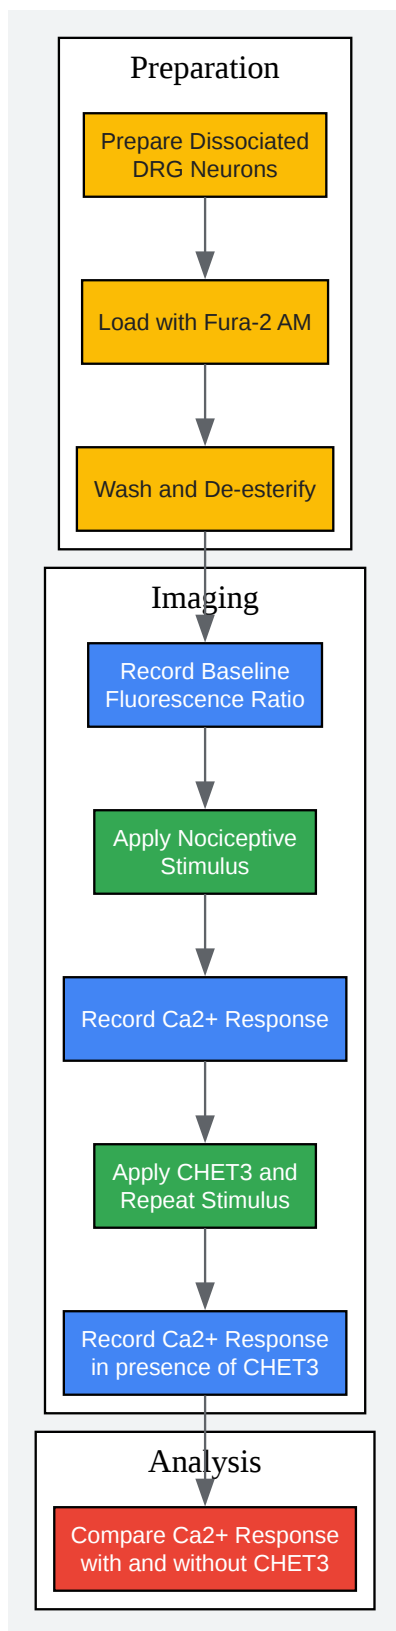 Preparation
Prepare Dissociated
DRG Neurons
Load with Fura-2 AM
Wash and De-esterify
Imaging
Record Baseline
Fluorescence Ratio
Apply Nociceptive
Stimulus
Record Ca2+ Response
Apply CHET3 and
Repeat Stimulus
Record Ca2+ Response
in presence of CHET3
Analysis
Compare Ca2+ Response
with and without CHET3